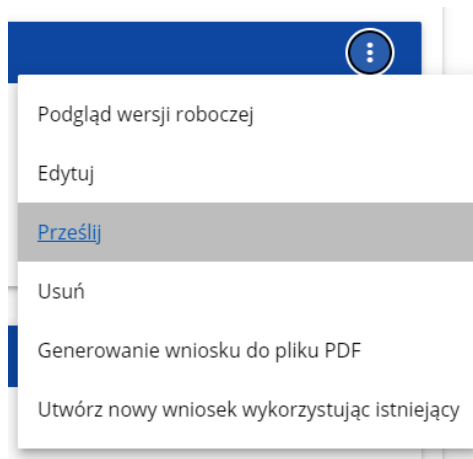 Podgląd wersji roboczej
Edytuj
Prześlij
Usuń
Generowanie wniosku do pliku PDF
Utwórz nowy wniosek wykorzystując istniejący